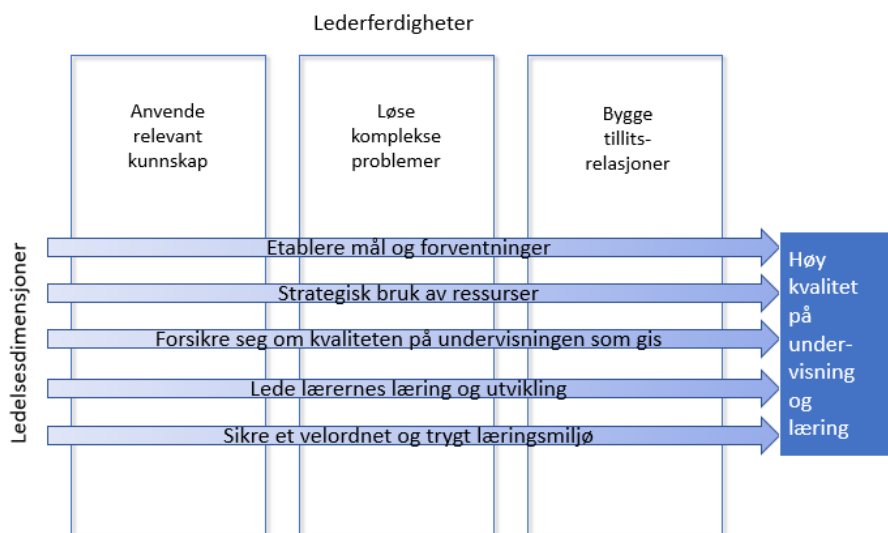 Lederferdigheter
Anvende
relevant
kunnskap
Løse
komplekse
problemer
Bygge
tillits-
relasjoner
Ledelsesdimensjoner
Etablere mål og forventninger
Strategisk bruk av ressurser
Forsikre seg om kvaliteten på undervisningen som gis
Lede lærernes læring og utvikling
Sikre et velordnet og trygt læringsmiljø
Høy
kvalitet
på
under-
visning
og
læring